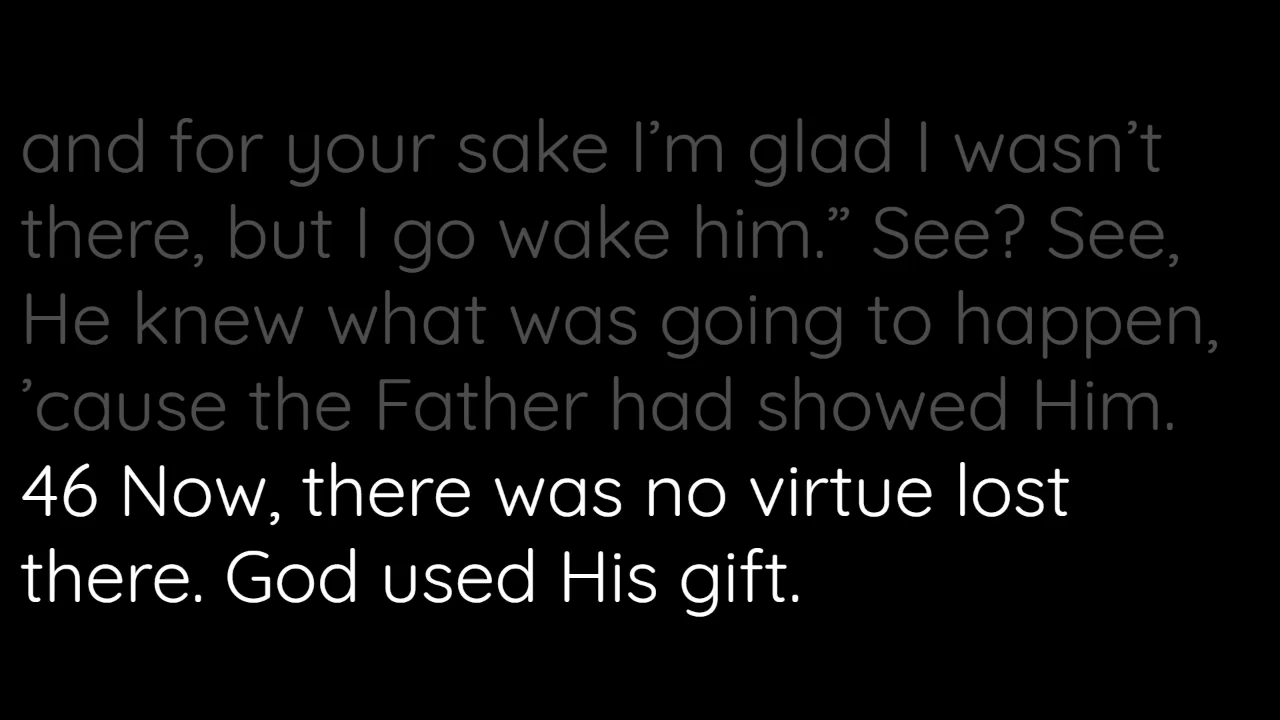 and for your sake I’m glad I wasn’t
there, but I go wake him.” See? See,
He knew what was going to happen,
’cause the Father had showed Him.
46 Now, there was no virtue lost
there. God used His gift.